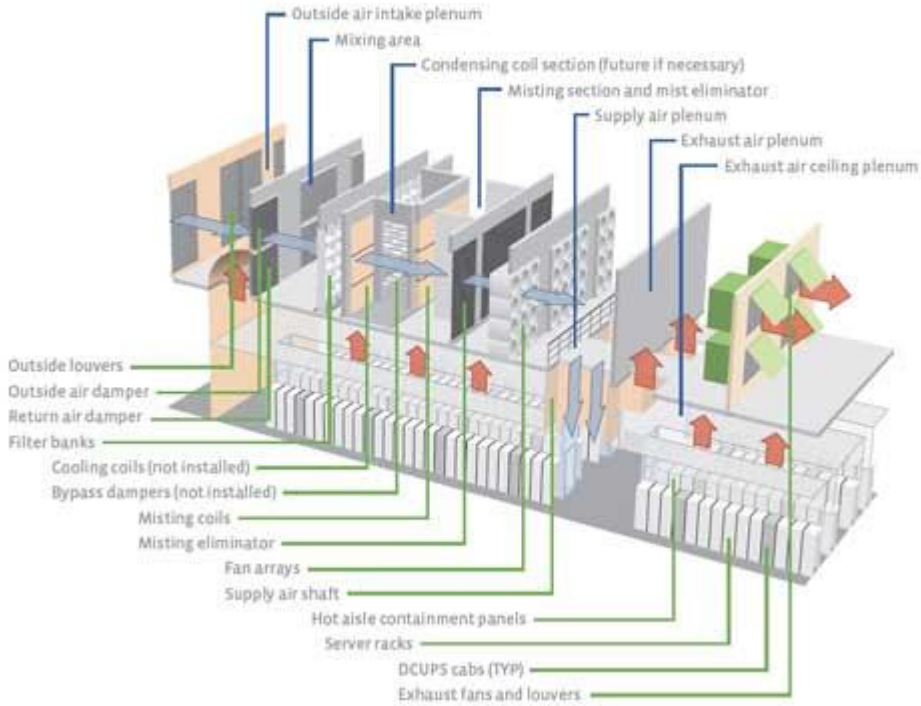 Outside air intake plenum
Mixing area
Condensing coil section (future if necessary)
Misting section and mist eliminator
Supply air plenum
Exhaust air plenum
Exhaust air ceiling plenum
Outside louvers
Outside air damper
Return air damper
Filter banks
Cooling coils (not installed)
Bypass dampers (not installed)
Misting coils
Misting eliminator
Fan arrays
Supply air shaft
Hot aisle containment panels
Server racks
DCUPS cabs (TYP)
Exhaust fans and louvers